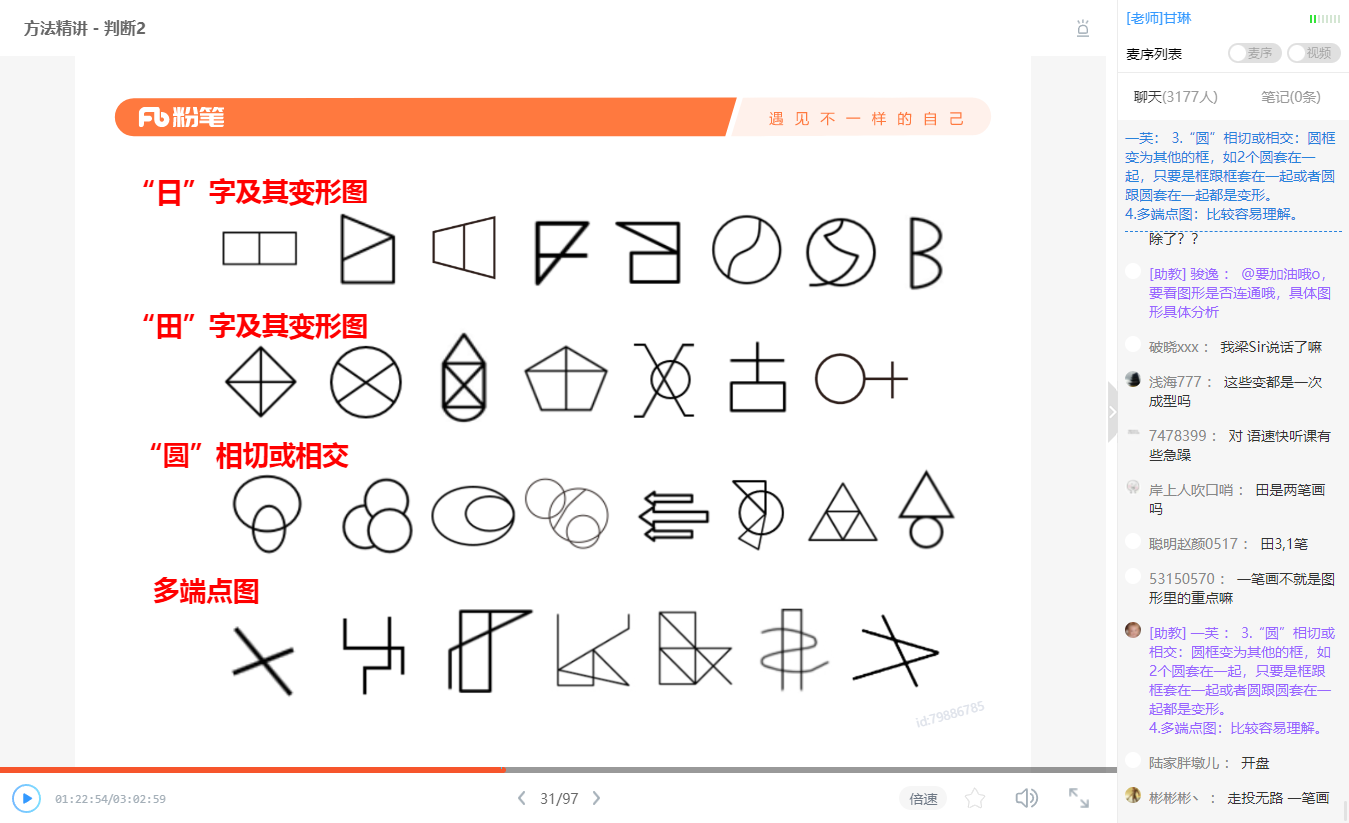 方法精讲 - 判断2
粉笔
遇见不一样的自己
“日”字及其变形图
“田”字及其变形图
“圆”相切或相交
多端点图
id:79886785
01:22:54/03:02:59
31/97
倍速
[老师]甘琳
麦序列表
麦序
视频
聊天(3177人)
笔记(0条)
一芙： 3.“圆”相切或相交：圆框
变为其他的框，如2个圆套在一
起，只要是框跟框套在一起或者圆
跟圆套在一起都是变形。
4.多端点图：比较容易理解。
除了？？
[助教] 骏逸： @要加油哦o，
要看图形是否连通哦，具体图
形具体分析
破晓xxx： 我梁Sir说话了嘛
浅海777： 这些变都是一次
成型吗
7478399： 对 语速快听课有
些急躁
岸上人吹口哨： 田是两笔画
吗
聪明赵颜0517： 田3,1笔
53150570： 一笔画不就是图
形里的重点嘛
[助教] 一芙： 3.“圆”相切或
相交：圆框变为其他的框，如
2个圆套在一起，只要是框跟
框套在一起或者圆跟圆套在一
起都是变形。
4.多端点图：比较容易理解。
陆家胖墩儿： 开盘
彬彬彬丶： 走投无路 一笔画